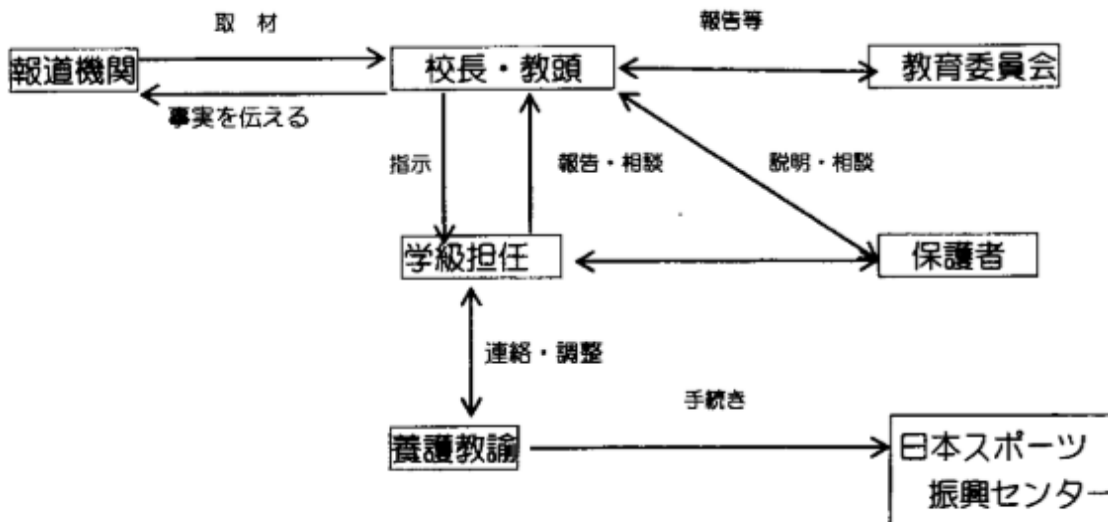 取 材
報告等
報道機関
校長・教頭
教育委員会
事実を伝える
指示
報告・相談
説明・相談
学級担任
保護者
連絡・調整
手続き
養護教諭
日本スポーツ
振興センター